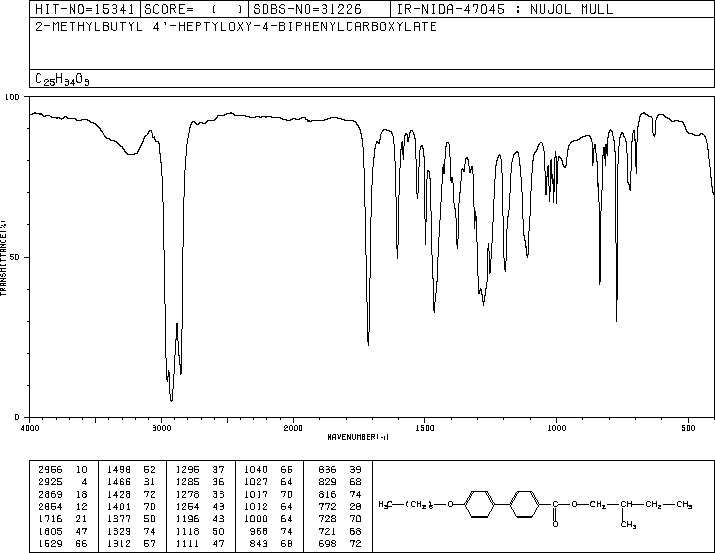 HIT-NO=15341 SCORE= ( ) SDBS-NO=31226 IR-NIDA-47045 : NUJOL MULL
2-METHYLBUTYL 4'-HEPTYLOXY-4-BIPHENYLCARBOXYLATE
C25H34O3
100
50
0
TRANSMITTANCE(%)
4000 3000 2000 1500 1000 500
WAVENUMBER(-1)
2956 10 1498 52 1295 37 1040 66 836 39
2925 4 1466 31 1285 36 1027 64 829 68
2869 18 1428 72 1278 33 1017 70 816 74
2854 12 1401 70 1254 43 1012 64 772 28
1716 21 1377 50 1196 43 1000 64 728 70
1605 47 1329 74 1118 50 968 74 721 68
1529 66 1312 57 1111 47 843 68 698 72
H3C—(CH2)6—O C—O—CH2—CH—CH2—CH3
O CH3